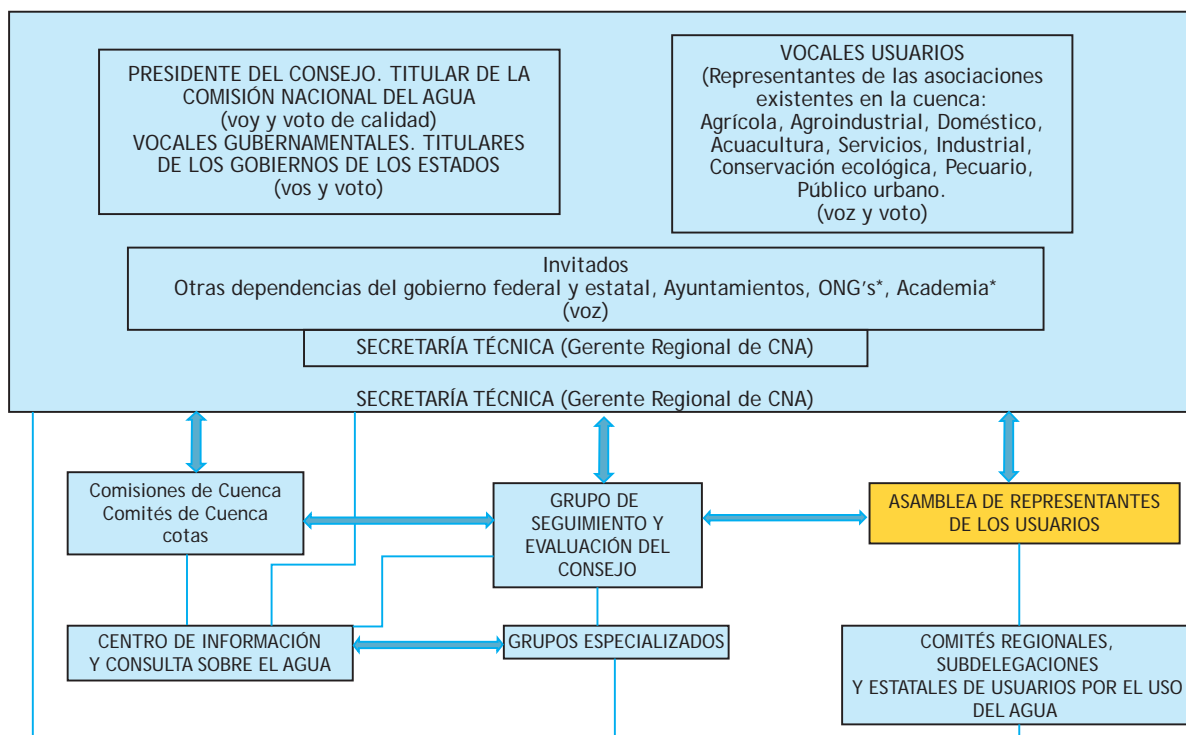 PRESIDENTE DEL CONSEJO. TITULAR DE LA
COMISIÓN NACIONAL DEL AGUA
(voy y voto de calidad)
VOCALES GUBERNAMENTALES. TITULARES
DE LOS GOBIERNOS DE LOS ESTADOS
(vos y voto)
VOCALES USUARIOS
(Representantes de las asociaciones
existentes en la cuenca:
Agrícola, Agroindustrial, Doméstico,
Acuacultura, Servicios, Industrial,
Conservación ecológica, Pecuario,
Público urbano.
(voz y voto)
Invitados
Otras dependencias del gobierno federal y estatal, Ayuntamientos, ONG's*, Academia*
(voz)
SECRETARÍA TÉCNICA (Gerente Regional de CNA)
SECRETARÍA TÉCNICA (Gerente Regional de CNA)
Comisiones de Cuenca
Comités de Cuenca
cotas
GRUPO DE
SEGUIMIENTO Y
EVALUACIÓN DEL
CONSEJO
ASAMBLEA DE REPRESENTANTES
DE LOS USUARIOS
CENTRO DE INFORMACIÓN
Y CONSULTA SOBRE EL AGUA
GRUPOS ESPECIALIZADOS
COMITÉS REGIONALES,
SUBDELEGACIONES
Y ESTATALES DE USUARIOS POR EL USO
DEL AGUA